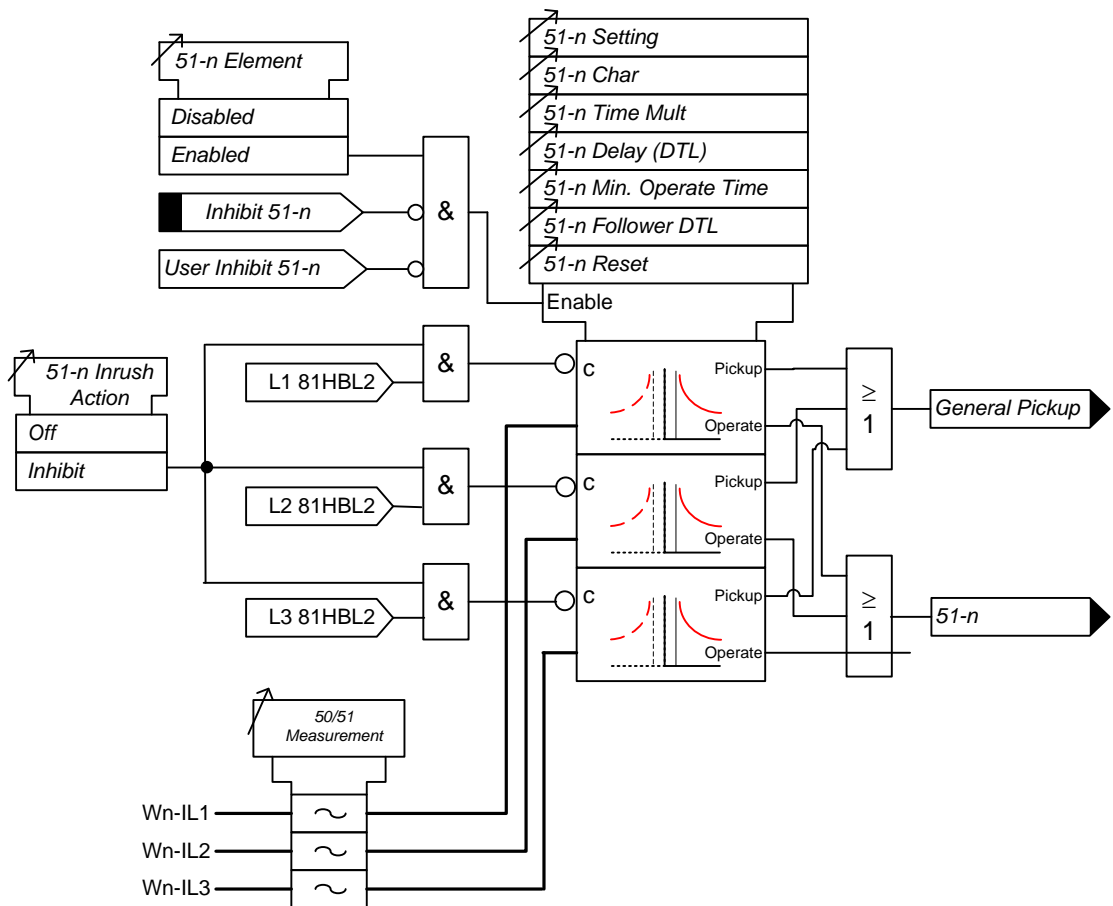 51-n Element
Disabled
Enabled
Inhibit 51-n
User Inhibit 51-n
&
51-n Setting
51-n Char
51-n Time Mult
51-n Delay (DTL)
51-n Min. Operate Time
51-n Follower DTL
51-n Reset
Enable
51-n Inrush
Action
Off
Inhibit
L1 81HBL2
&
L2 81HBL2
&
L3 81HBL2
&
c
Pickup
Operate
c
Pickup
Operate
c
Pickup
Operate
≥
1
General Pickup
≥
1
51-n
50/51
Measurement
Wn-IL1
~
Wn-IL2
~
Wn-IL3
~